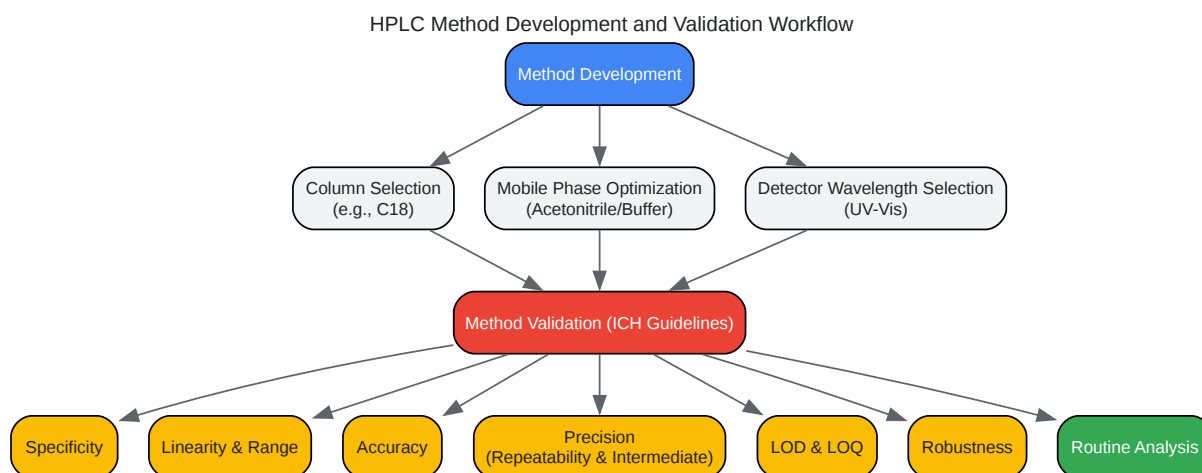 HPLC Method Development and Validation Workflow
Method Development
Column Selection
(e.g., C18)
Mobile Phase Optimization
(Acetonitrile/Buffer)
Detector Wavelength Selection
(UV-Vis)
Method Validation (ICH Guidelines)
Specificity
Linearity & Range
Accuracy
Precision
(Repeatability & Intermediate)
LOD & LOQ
Robustness
Routine Analysis